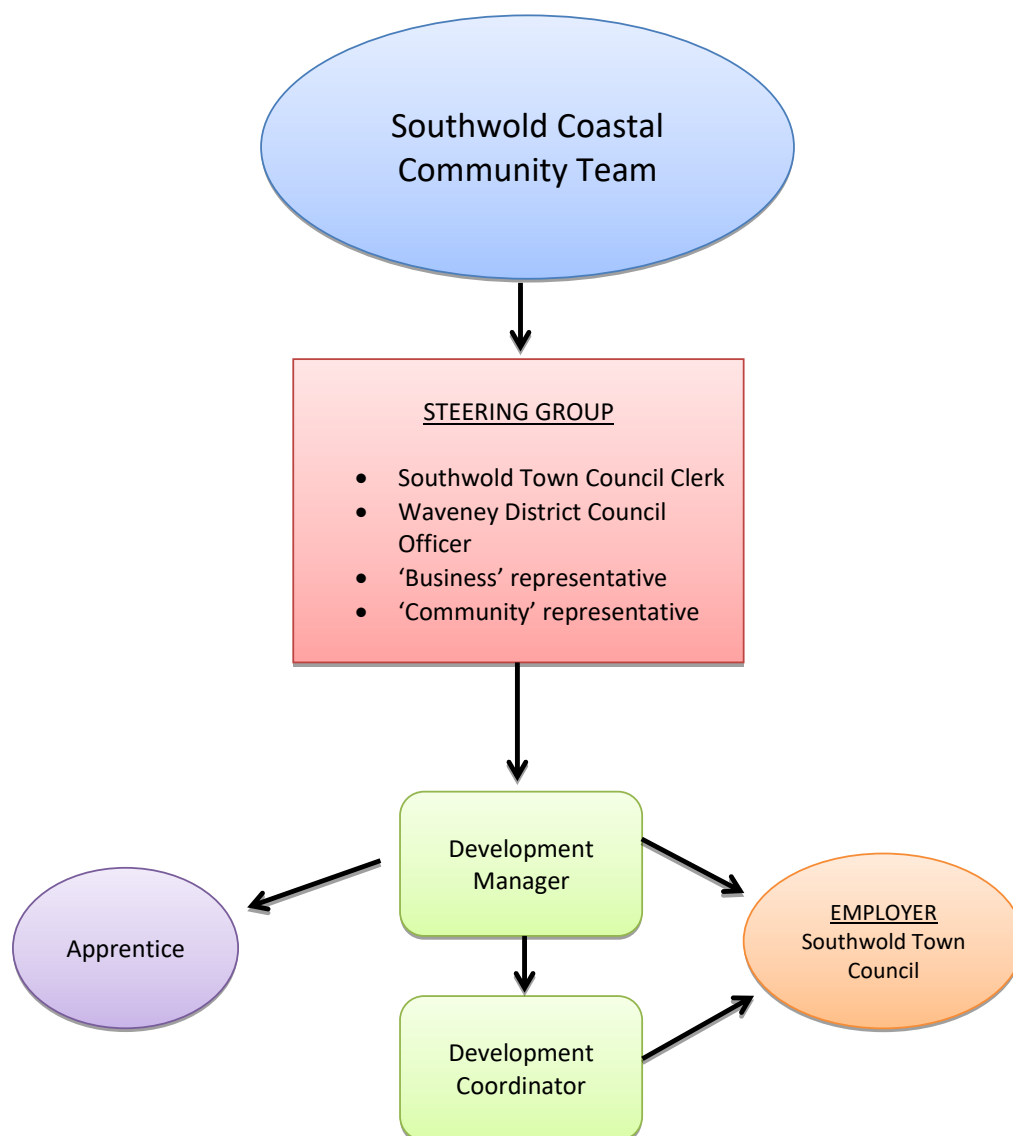 Southwold Coastal
Community Team
STEERING GROUP
• Southwold Town Council Clerk
• Waveney District Council
Officer
• ‘Business’ representative
• ‘Community’ representative
Development
Manager
Apprentice
EMPLOYER
Southwold Town
Council
Development
Coordinator